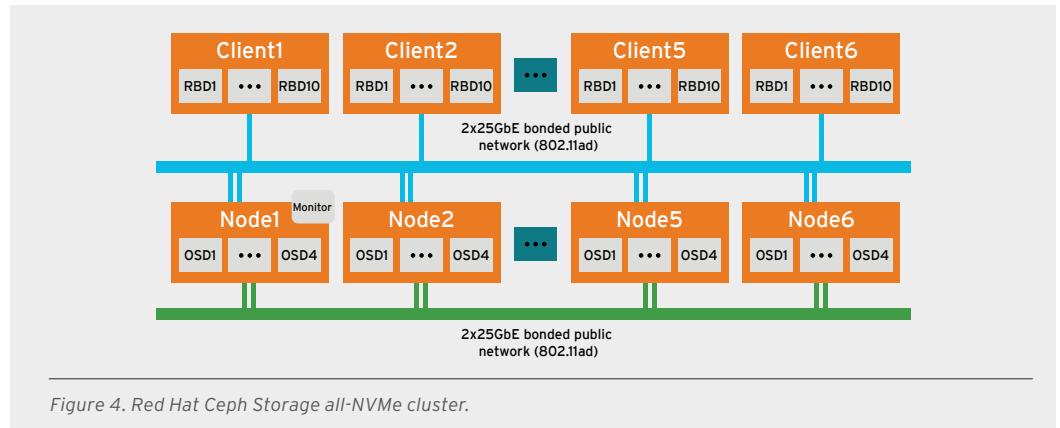 Client1
RBD1 ••• RBD10
Client2
RBD1 ••• RBD10
•••
Client5
RBD1 ••• RBD10
Client6
RBD1 ••• RBD10
2x25GbE bonded public
network (802.11ad)
Monitor
Node1
OSD1 ••• OSD4
Node2
OSD1 ••• OSD4
•••
Node5
OSD1 ••• OSD4
Node6
OSD1 ••• OSD4
2x25GbE bonded public
network (802.11ad)
Figure 4. Red Hat Ceph Storage all-NVMe cluster.